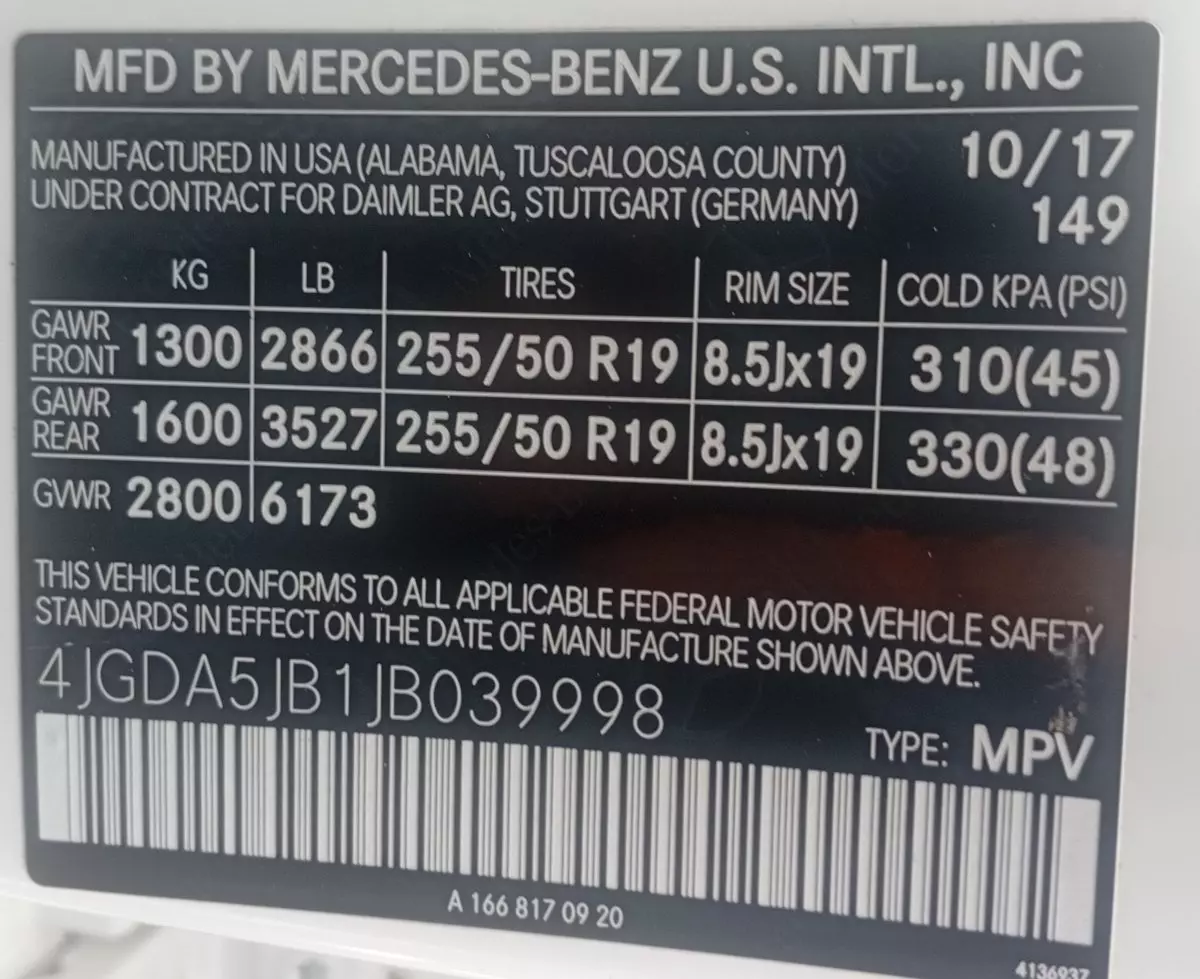 MFD BY MERCEDES-BENZ U.S. INTL., INC
MANUFACTURED IN USA (ALABAMA, TUSCALOOSA COUNTY) 10/17
UNDER CONTRACT FOR DAIMLER AG, STUTTGART (GERMANY) 149
KG LB TIRES RIM SIZE COLD KPA (PSI)
GAWR FRONT 1300 2866 255/50 R19 8.5Jx19 310(45)
GAWR REAR 1600 3527 255/50 R19 8.5Jx19 330(48)
GVWR 2800 6173
THIS VEHICLE CONFORMS TO ALL APPLICABLE FEDERAL MOTOR VEHICLE SAFETY
STANDARDS IN EFFECT ON THE DATE OF MANUFACTURE SHOWN ABOVE.
4JGDA5JB1JB039998
TYPE: MPV
A 166 817 09 20
4136937